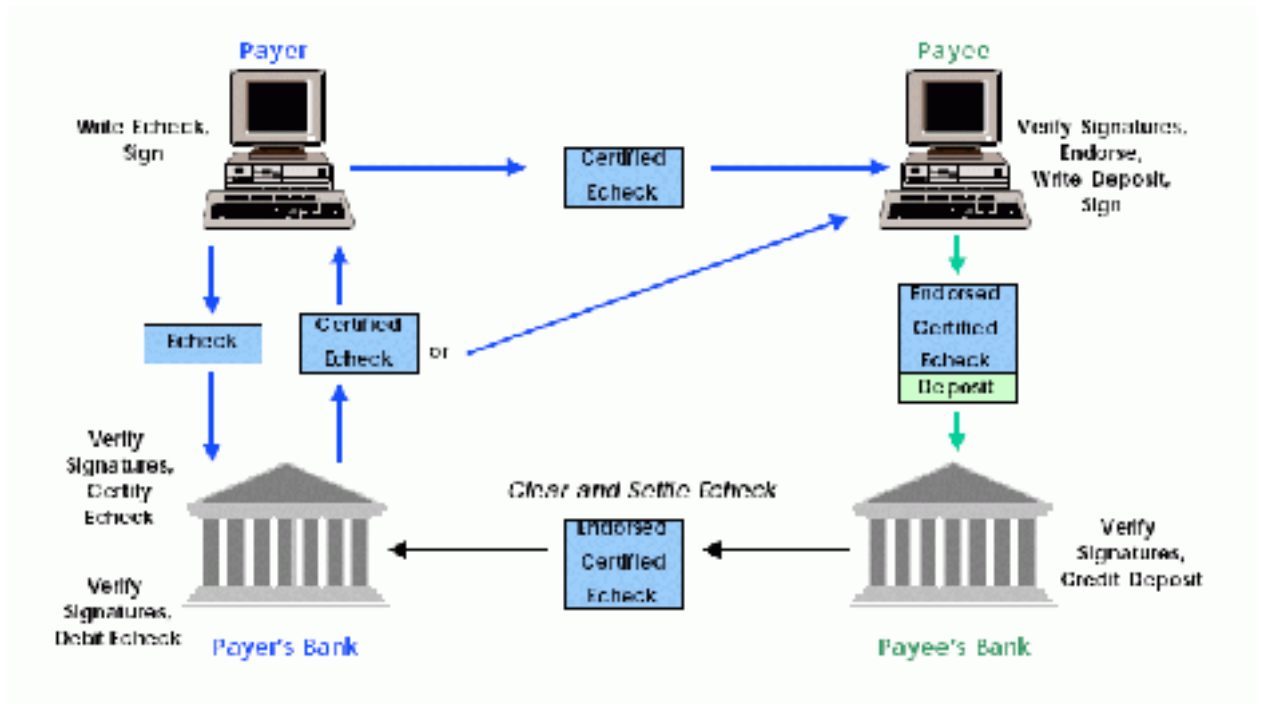 Payer
Payee
Write Echeck,
Sign
Certified
Echeck
Verify Signatures,
Endorse,
Write Deposit,
Sign
Echeck
Certified
Echeck
or
Endorsed
Certified
Echeck
Deposit
Verify
Signatures,
Certify
Echeck
Clear and Settle Echeck
Endorsed
Certified
Echeck
Verify
Signatures,
Credit Deposit
Verify
Signatures,
Debit Echeck
Payer's Bank
Payee's Bank